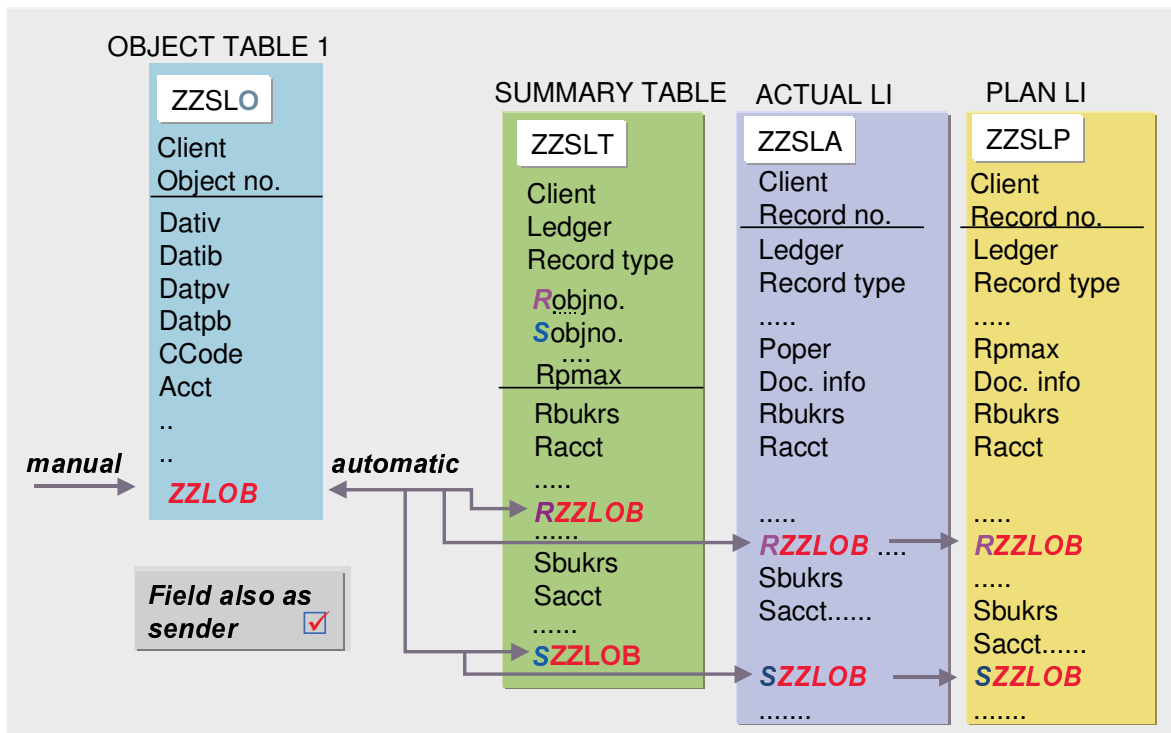 OBJECT TABLE 1
ZZSLO
Client
Object no.
Dativ
Datib
Datpv
Datpb
CCode
Acct
..
..
ZZLOB
manual
automatic
Field also as
sender
SUMMARY TABLE
ZZSLT
Client
Ledger
Record type
Robjno.
Sobjno.
....
Rpmax
Rbukrs
Racct
.....
RZZLOB
......
Sbukrs
Sacct
......
SZZLOB
ACTUAL LI
ZZSLA
Client
Record no.
Ledger
Record type
.....
Poper
Doc. info
Rbukrs
Racct
.....
RZZLOB ....
Sbukrs
Sacct......
SZZLOB
.......
PLAN LI
ZZSLP
Client
Record no.
Ledger
Record type
.....
Rpmax
Doc. info
Rbukrs
Racct
.....
RZZLOB
.....
Sbukrs
Sacct......
SZZLOB
.......